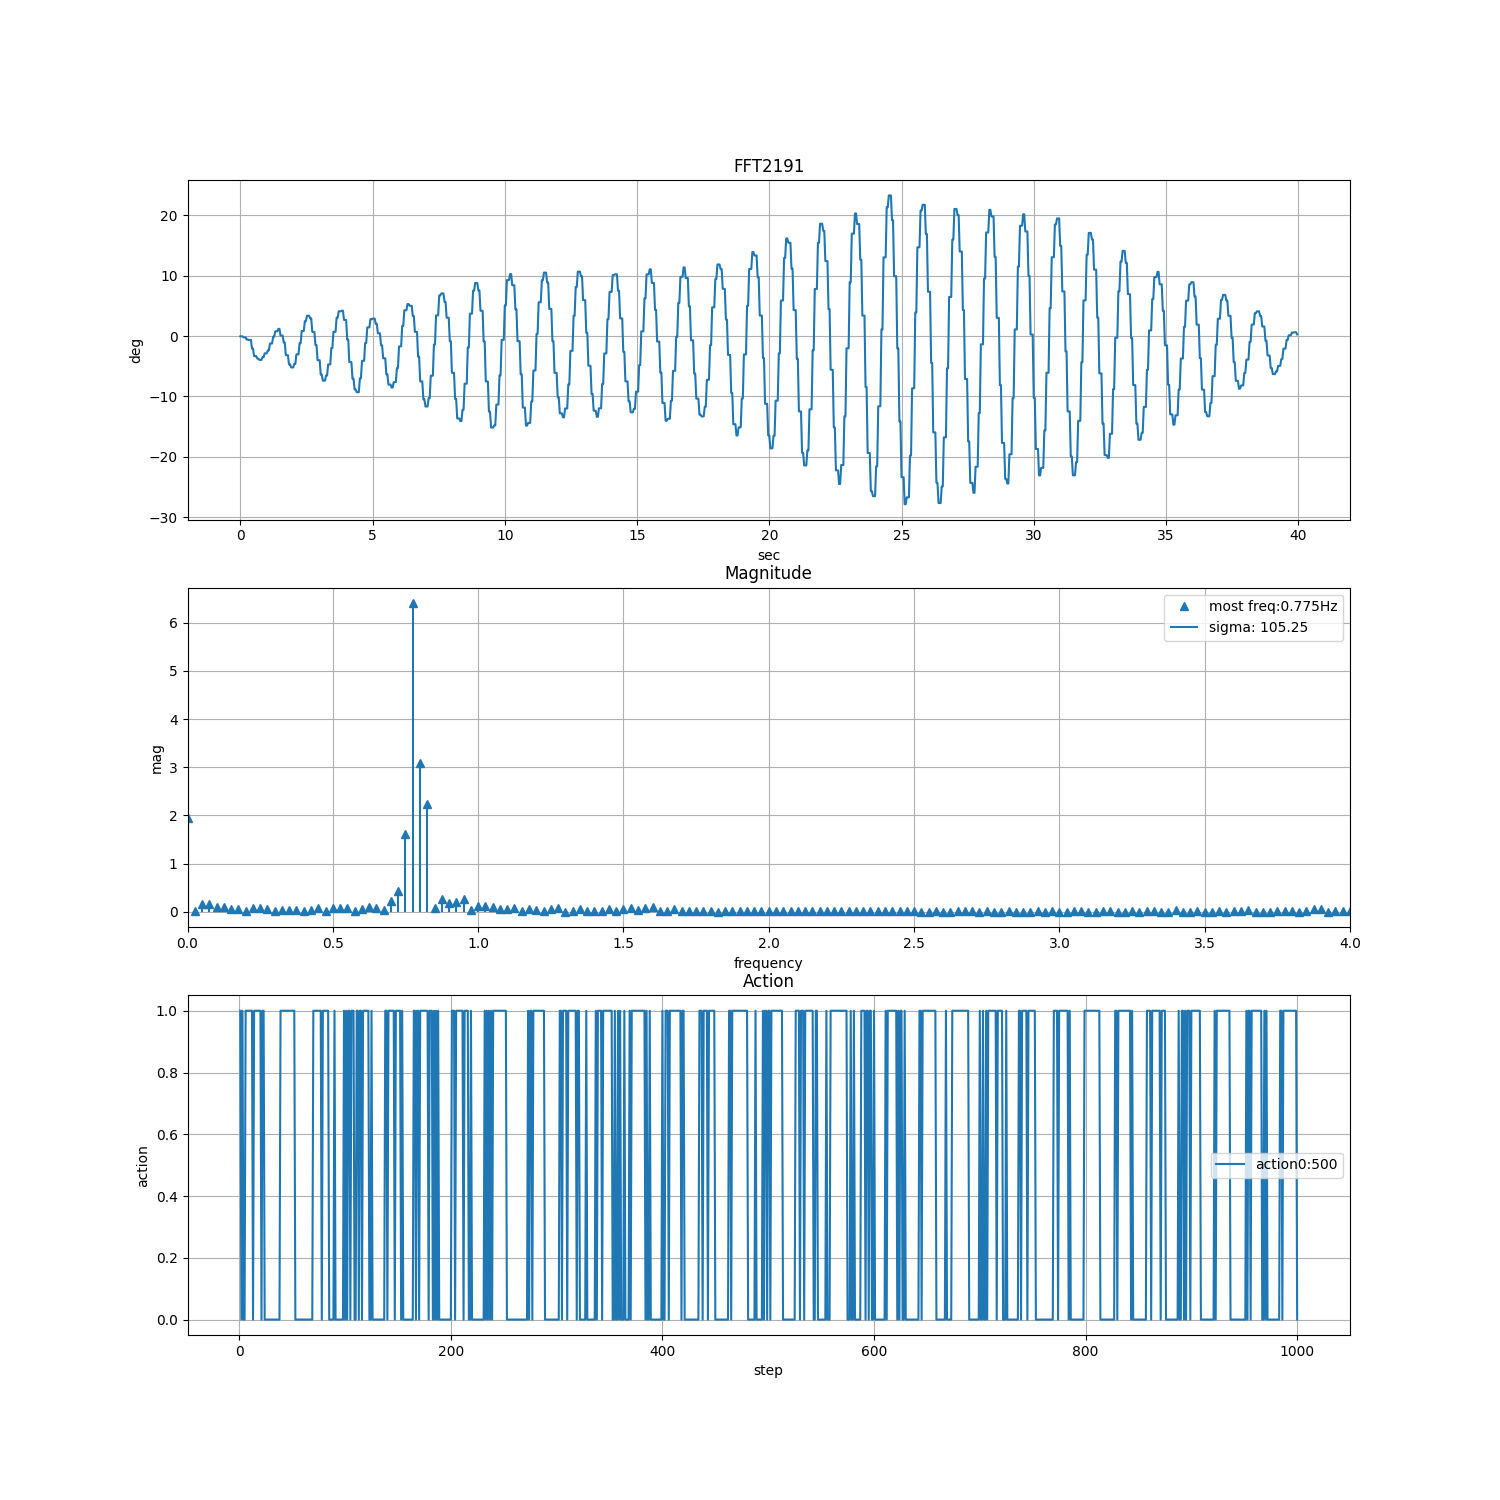 FFT2191
20
10
0
−10
−20
−30
deg
0 5 10 15 20 25 30 35 40
sec
Magnitude
most freq:0.775Hz
sigma: 105.25
6
5
4
3
2
1
0
mag
0.0 0.5 1.0 1.5 2.0 2.5 3.0 3.5 4.0
frequency
Action
1.0
0.8
0.6
0.4
0.2
0.0
action
action0:500
0 200 400 600 800 1000
step